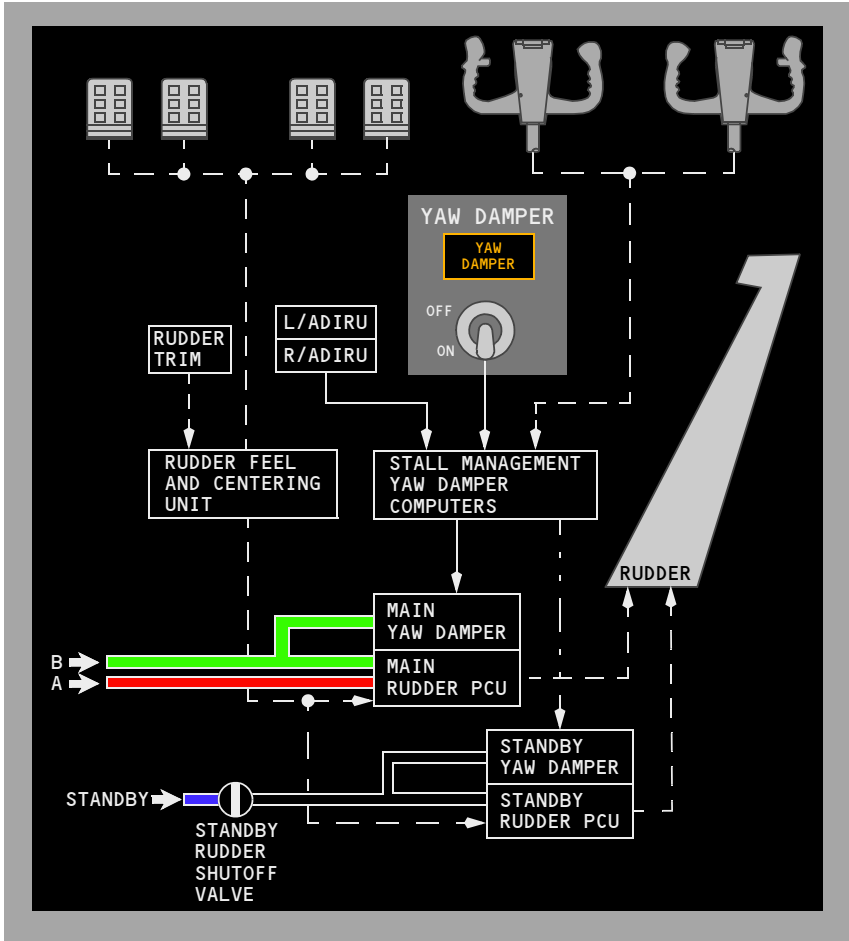 YAW DAMPER
YAW
DAMPER
OFF
ON
L/ADIRU
R/ADIRU
RUDDER
TRIM
RUDDER FEEL
AND CENTERING
UNIT
STALL MANAGEMENT
YAW DAMPER
COMPUTERS
RUDDER
MAIN
YAW DAMPER
MAIN
RUDDER PCU
B
A
STANDBY
YAW DAMPER
STANDBY
RUDDER PCU
STANDBY
STANDBY
RUDDER
SHUTOFF
VALVE